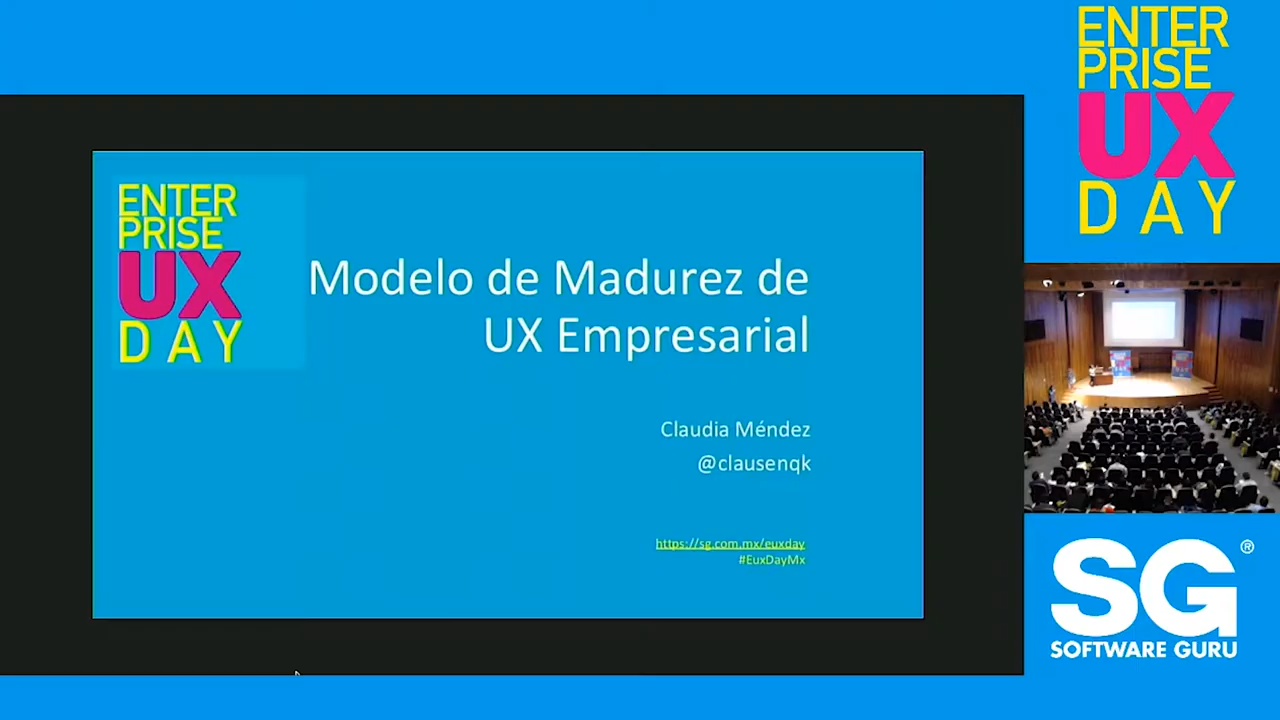 ENTER
PRISE
UX
DAY
Modelo de Madurez de
UX Empresarial
Claudia Méndez
@clausenqk
https://sg.com.mx/euxday
#EuxDayMx
ENTER
PRISE
UX
DAY
SG®
SOFTWARE GURU